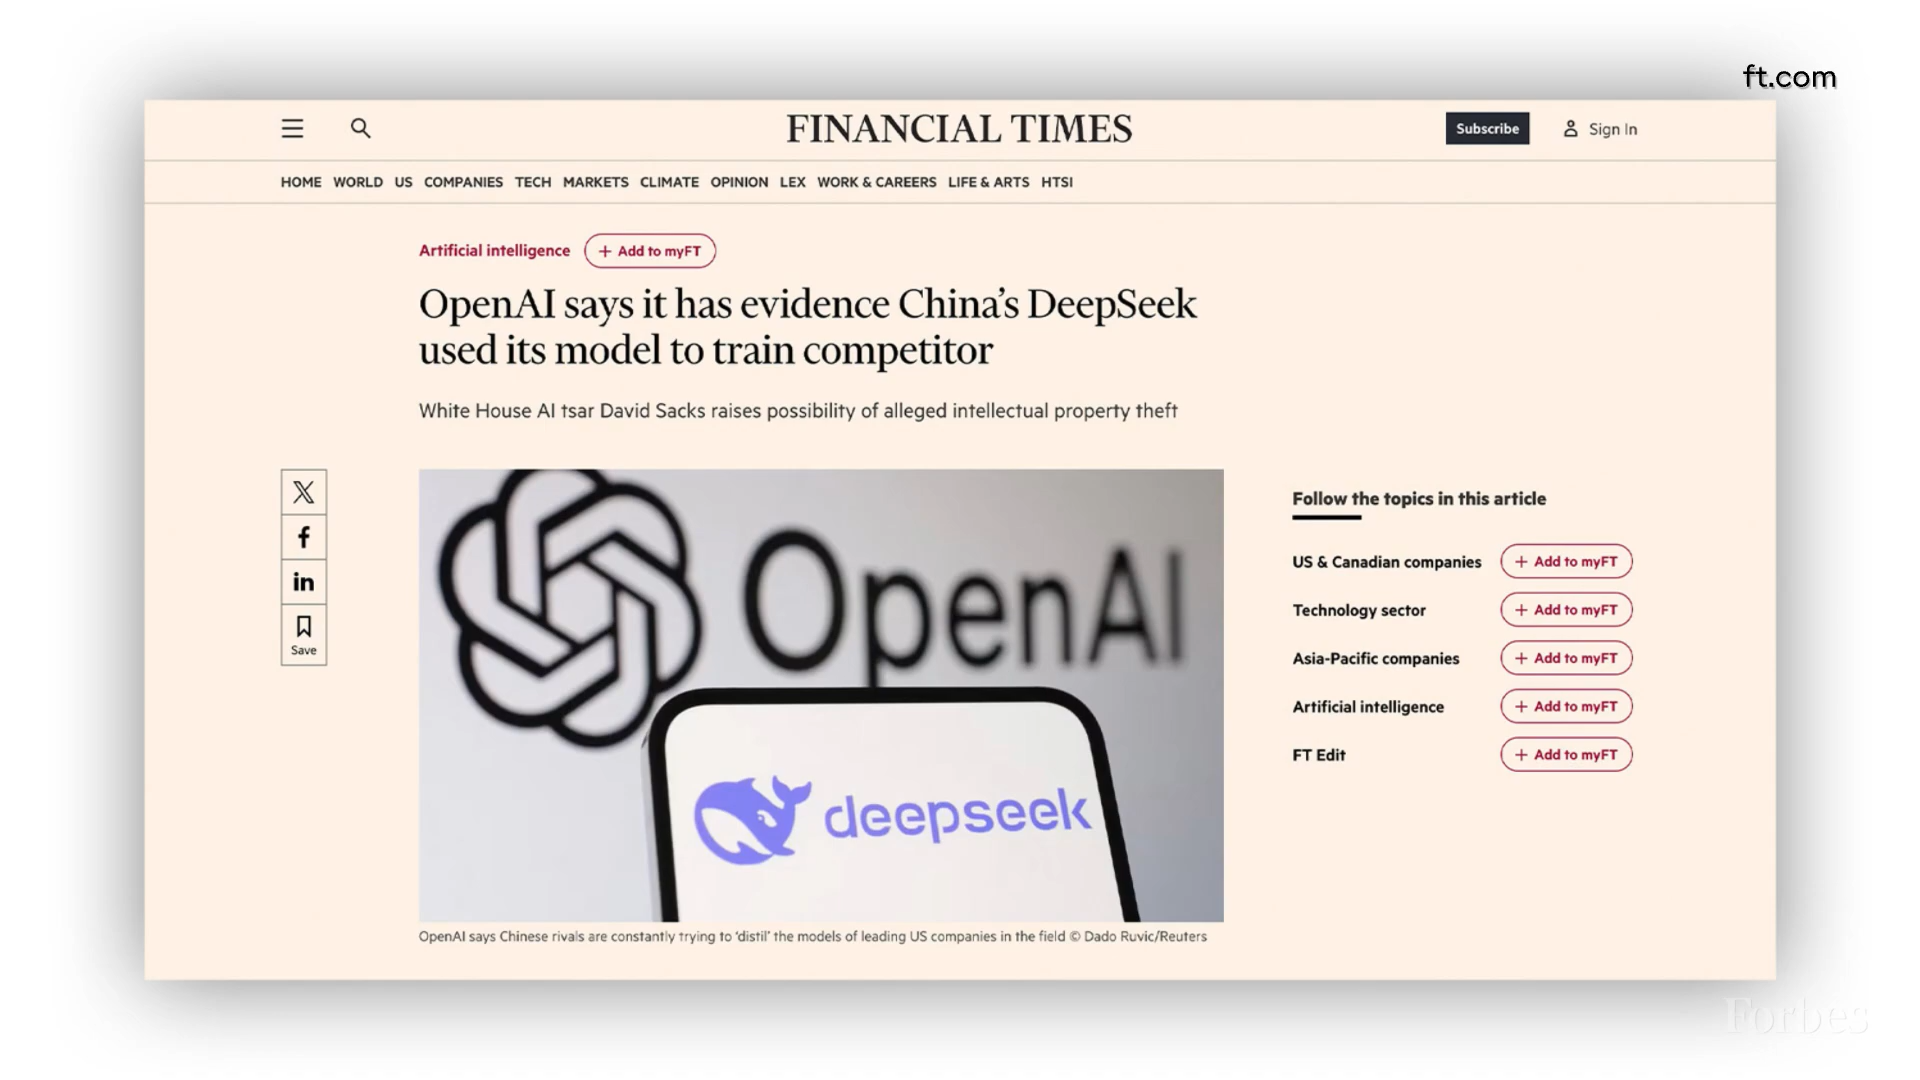 ft.com
FINANCIAL TIMES
Subscribe
Sign In
HOME WORLD US COMPANIES TECH MARKETS CLIMATE OPINION LEX WORK & CAREERS LIFE & ARTS HTSI
Artificial intelligence
+ Add to myFT
OpenAI says it has evidence China’s DeepSeek
used its model to train competitor
White House AI tsar David Sacks raises possibility of alleged intellectual property theft
X
f
in
Save
OpenAI
deepseek
OpenAI says Chinese rivals are constantly trying to ‘distil’ the models of leading US companies in the field © Dado Ruvic/Reuters
Follow the topics in this article
US & Canadian companies + Add to myFT
Technology sector + Add to myFT
Asia-Pacific companies + Add to myFT
Artificial intelligence + Add to myFT
FT Edit + Add to myFT
Forbes